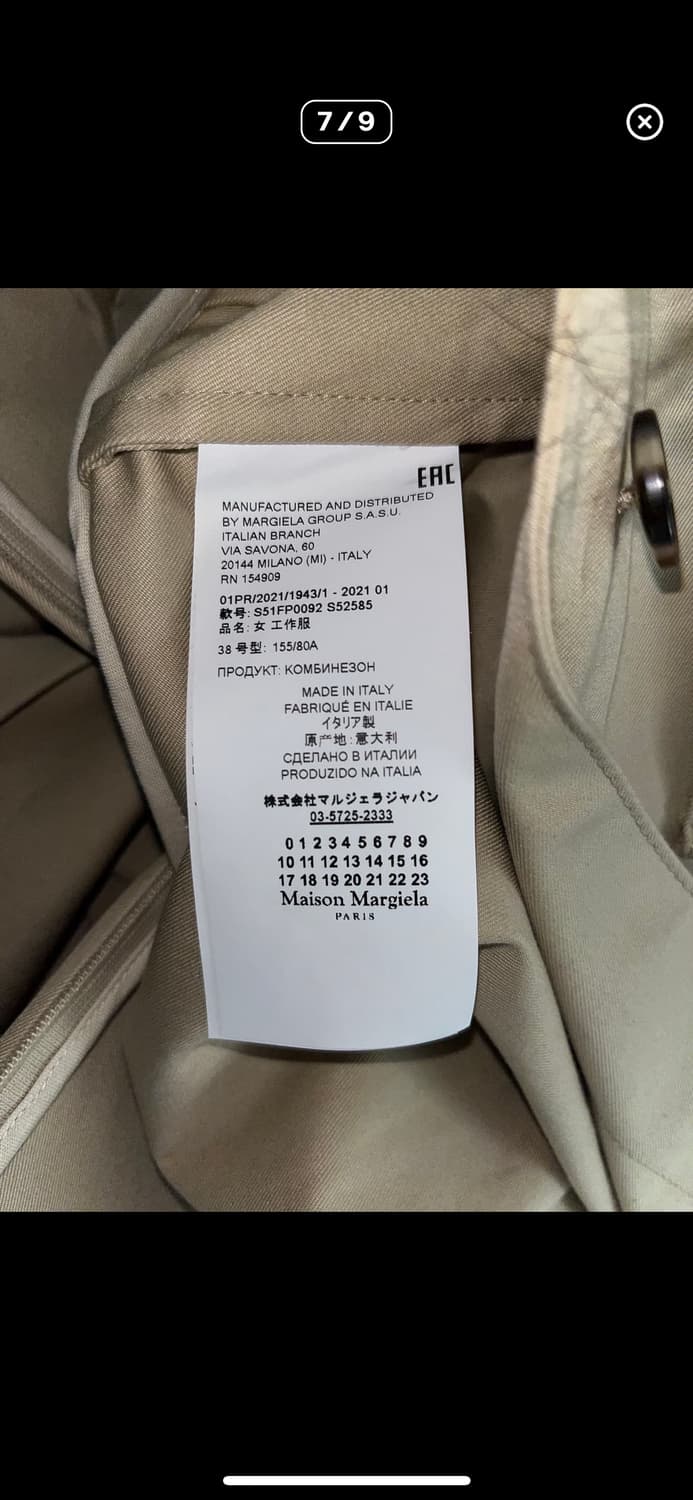 7/9
EAC
MANUFACTURED AND DISTRIBUTED
BY MARGIELA GROUP S.A.S.U.
ITALIAN BRANCH
VIA SAVONA, 60
20144 MILANO (MI) - ITALY
RN 154909
01PR/2021/1943/1 - 2021 01
款号: S51FP0092 S52585
品名: 女 工作服
38 号型: 155/80A
ПРОДУКТ: КОМБИНЕЗОН
MADE IN ITALY
FABRIQUÉ EN ITALIE
イタリア製
原产地:意大利
СДЕЛАНО В ИТАЛИИ
PRODUZIDO NA ITALIA
株式会社マルジェラジャパン
03-5725-2333
0 1 2 3 4 5 6 7 8 9
10 11 12 13 14 15 16
17 18 19 20 21 22 23
Maison Margiela
PARIS